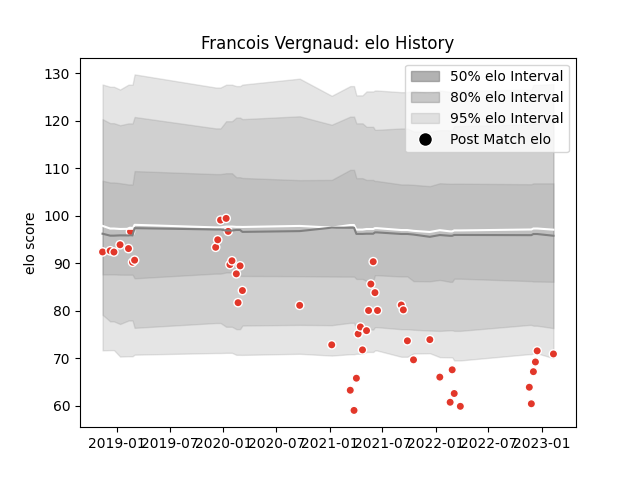 Francois Vergnaud: elo History
elo score
130
120
110
100
90
80
70
60
50% elo Interval
80% elo Interval
95% elo Interval
Post Match elo
2019-01
2019-07
2020-01
2020-07
2021-01
2021-07
2022-01
2022-07
2023-01